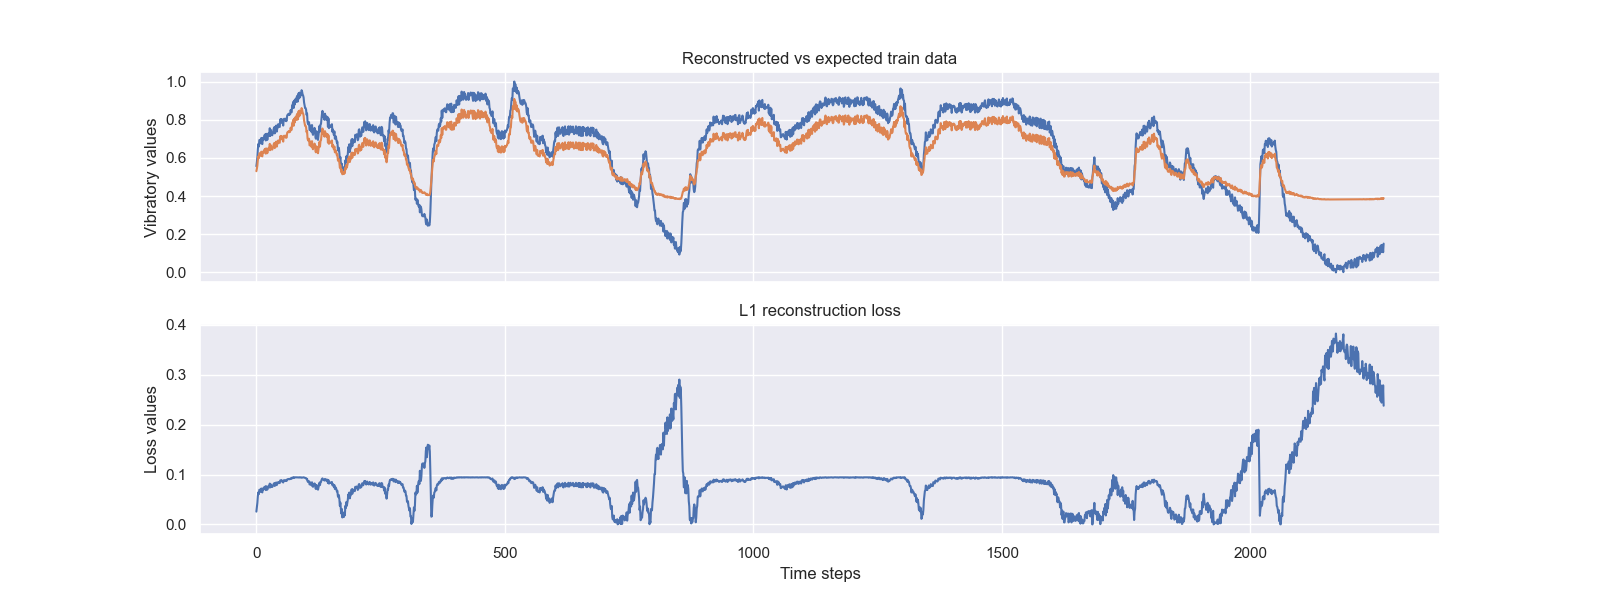 Reconstructed vs expected train data
1.0
0.8
0.6
0.4
0.2
0.0
Vibratory values
L1 reconstruction loss
0.4
0.3
0.2
0.1
0.0
Loss values
0 500 1000 1500 2000
Time steps